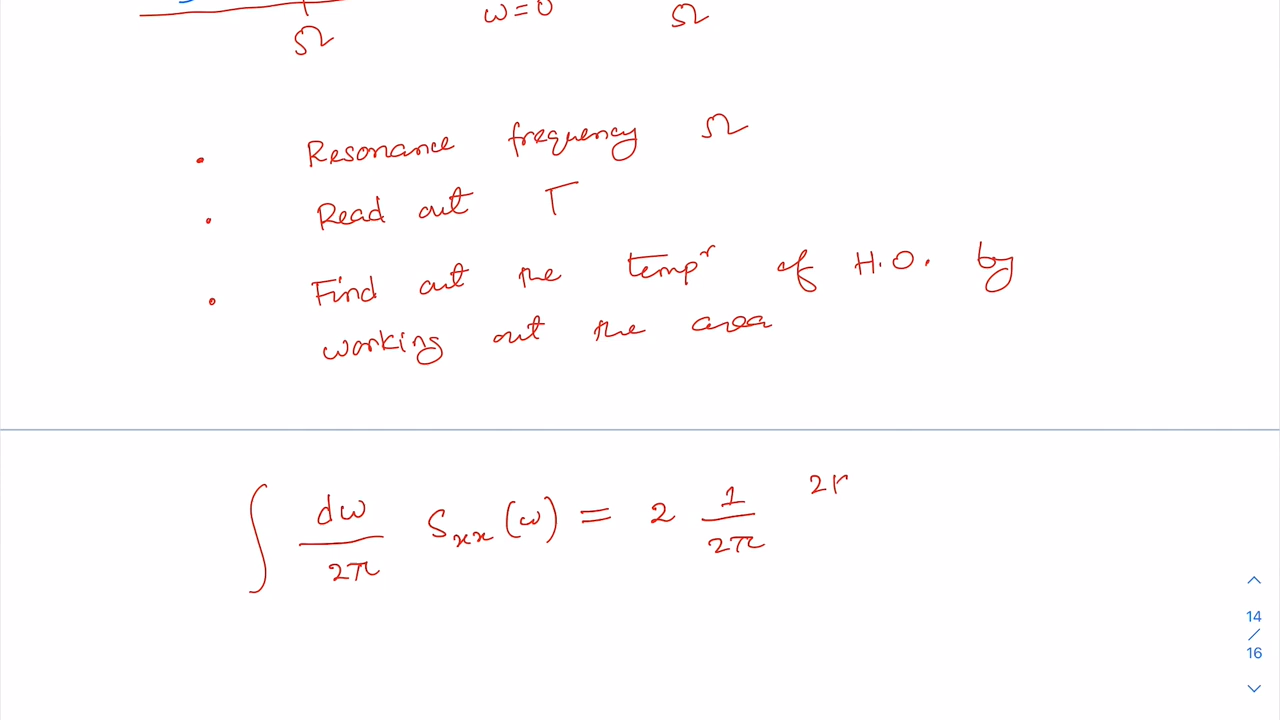 Ω ω=0 Ω
• Resonance frequency Ω
• Read out Γ
• Find out the tempʳ of H.O. by
working out the area
∫ dω/2π Sxx(ω) = 2 1/2π 2k
14
/
16